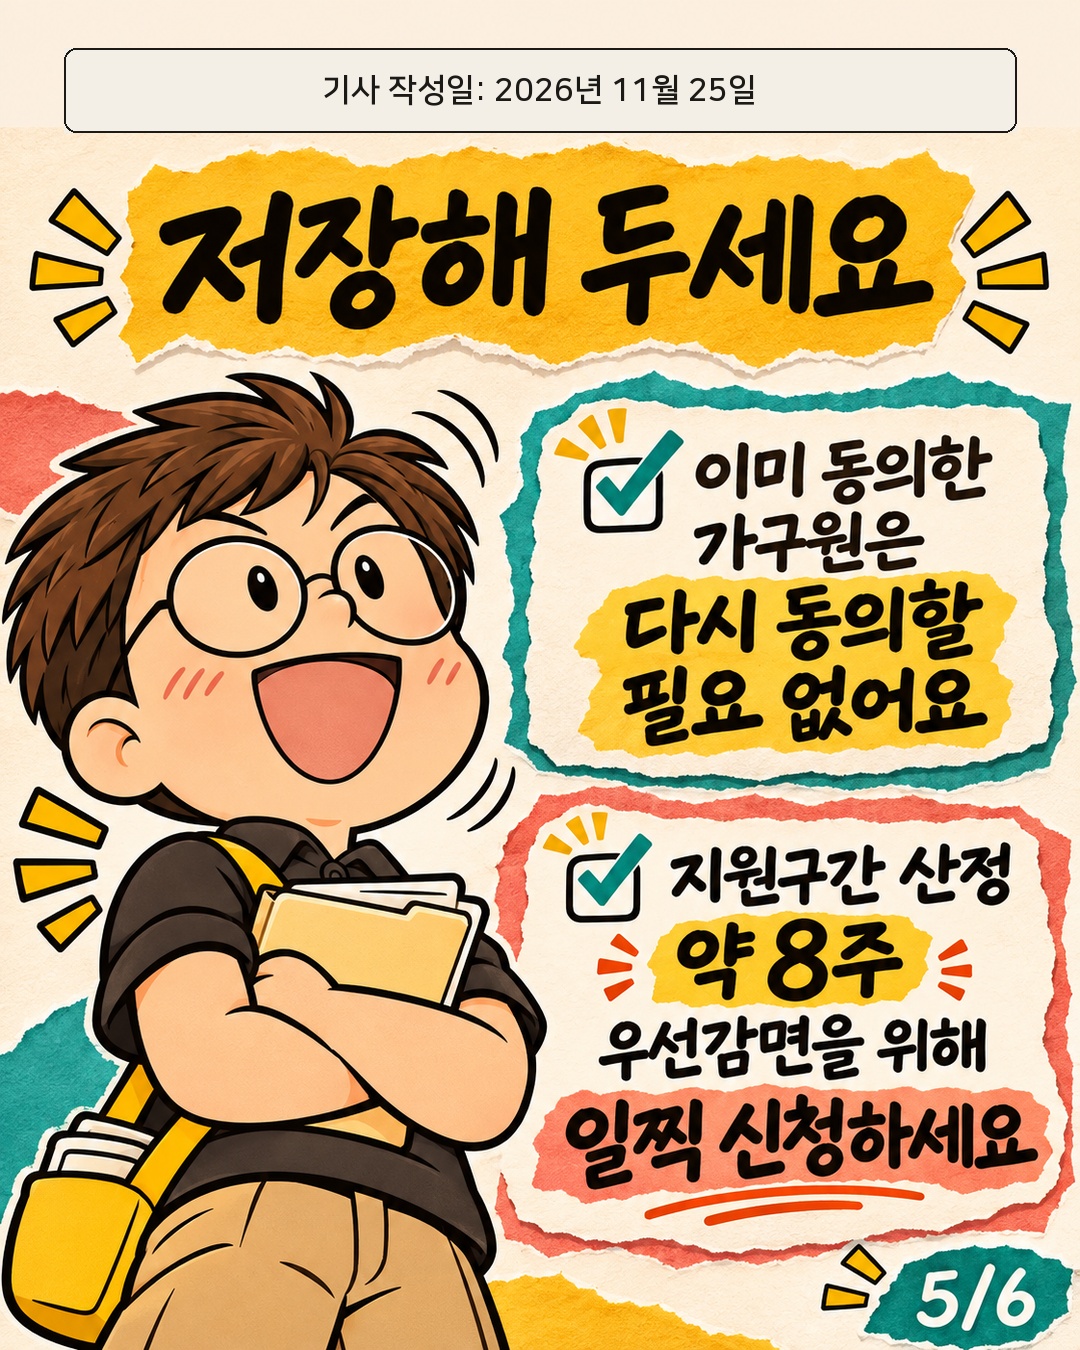 기사 작성일: 2026년 11월 25일
저장해 두세요
이미 동의한
가구원은
다시 동의할
필요 없어요
지원구간 산정
약 8주
우선감면을 위해
일찍 신청하세요
5/6